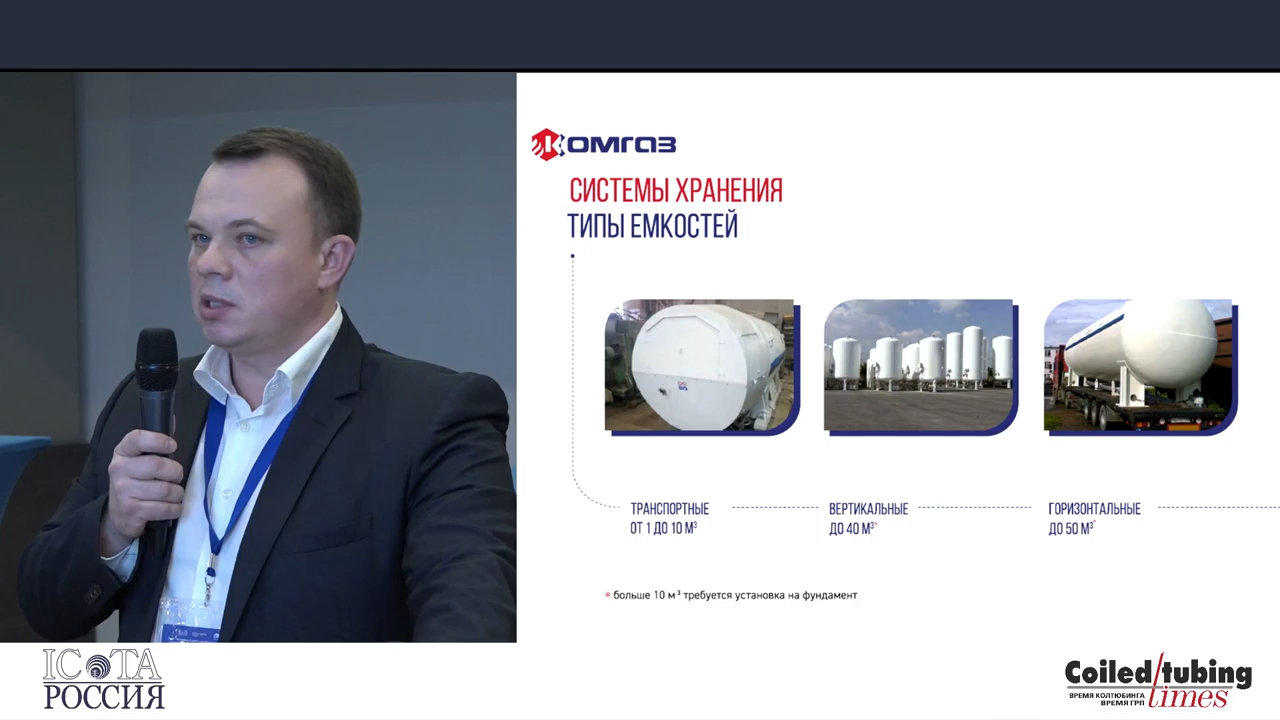 КОМГАЗ
СИСТЕМЫ ХРАНЕНИЯ
ТИПЫ ЕМКОСТЕЙ
ТРАНСПОРТНЫЕ
ОТ 1 ДО 10 М³
ВЕРТИКАЛЬНЫЕ
ДО 40 М³*
ГОРИЗОНТАЛЬНЫЕ
ДО 50 М³*
* больше 10 м³ требуется установка на фундамент
ICOTA
РОССИЯ
Coiled tubing
times
ВРЕМЯ КОЛТЮБИНГА
ВРЕМЯ ГРП